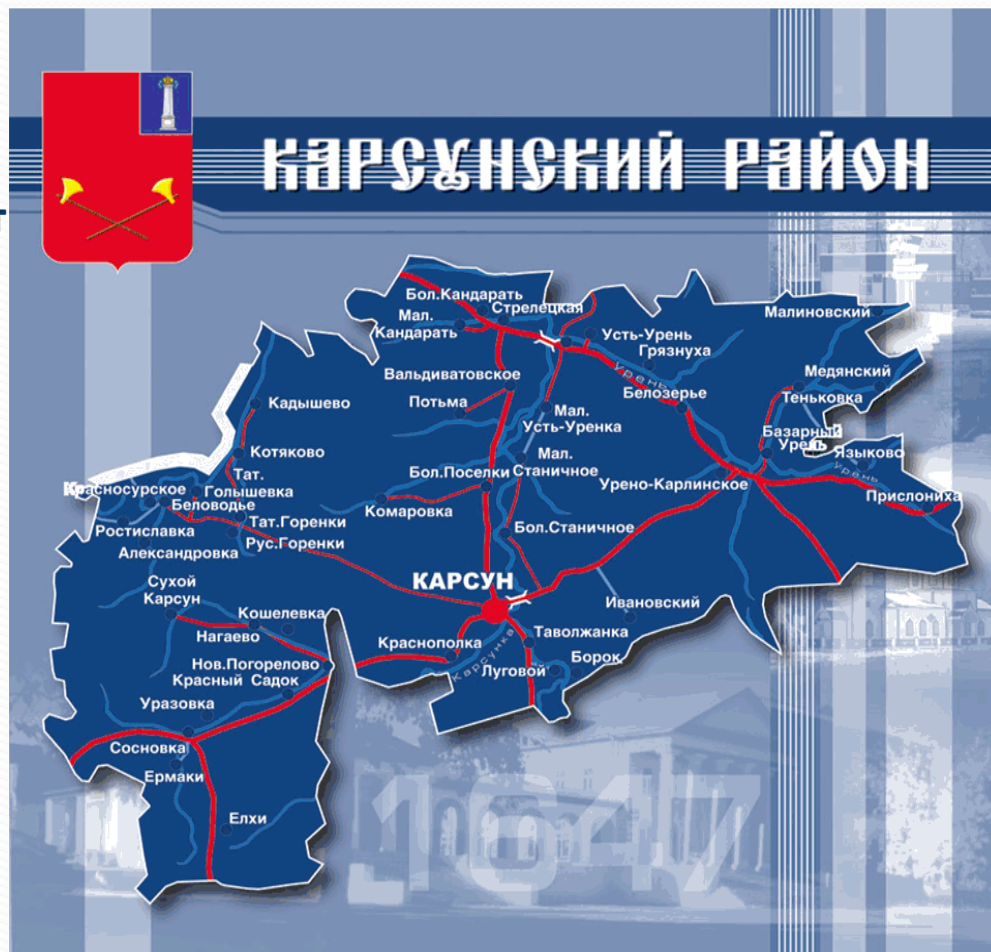 КАРСУНСКИЙ РАЙОН
Бол.Кандарать
Стрелецкая
Мал.
Кандарать
Малиновский
Усть-Урень
Грязнуха
Урень
Вальдиватовское
Медянский
Теньковка
Белозерье
Кадышево
Потьма
Мал.
Усть-Уренка
Базарный
Урень
Котяково
Языково
Мал.
Станичное
Бол.Поселки
Урень
Тат.
Голышевка
Урено-Карлинское
Красносурское
Беловодье
Прислониха
Комаровка
Тат.Горенки
Ростиславка
Бол.Станичное
Рус.Горенки
Александровка
КАРСУН
Сухой
Карсун
Ивановский
Кошелевка
Нагаево
Таволжанка
Краснополка
Карсунка
Борок
Луговой
Нов.Погорелово
Красный Садок
Уразовка
Сосновка
Ермаки
Елхи
1647